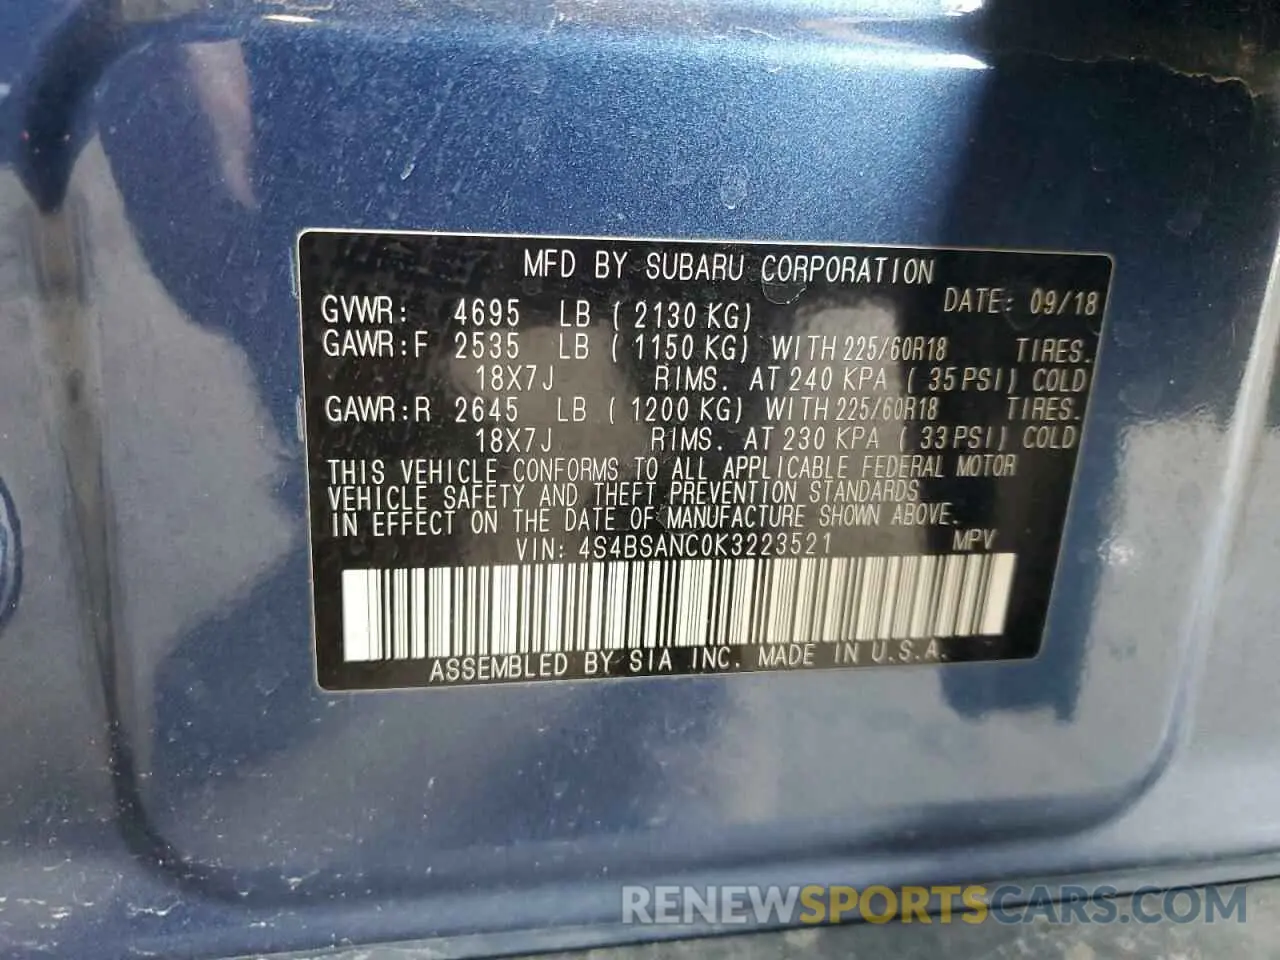 MFD BY SUBARU CORPORATION
DATE: 09/18
GVWR: 4695 LB ( 2130 KG)
GAWR:F 2535 LB ( 1150 KG) WITH 225/60R18 TIRES.
18X7J RIMS. AT 240 KPA ( 35 PSI) COLD
GAWR:R 2645 LB ( 1200 KG) WITH 225/60R18 TIRES.
18X7J RIMS. AT 230 KPA ( 33 PSI) COLD
THIS VEHICLE CONFORMS TO ALL APPLICABLE FEDERAL MOTOR
VEHICLE SAFETY AND THEFT PREVENTION STANDARDS
IN EFFECT ON THE DATE OF MANUFACTURE SHOWN ABOVE.
VIN: 4S4BSANC0K3223521 MPV
ASSEMBLED BY SIA INC. MADE IN U.S.A.
RENEWSPORTSCARS.COM